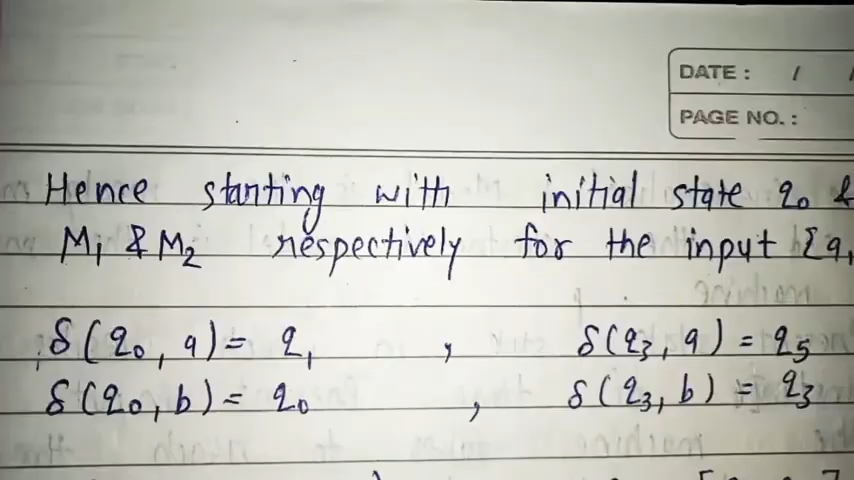 DATE : / /
PAGE NO. :
Hence starting with initial state q0 &
M1 & M2 respectively for the input [a,
δ(q0, a) = q1 , δ(q3, a) = q5
δ(q0, b) = q0 , δ(q3, b) = q3